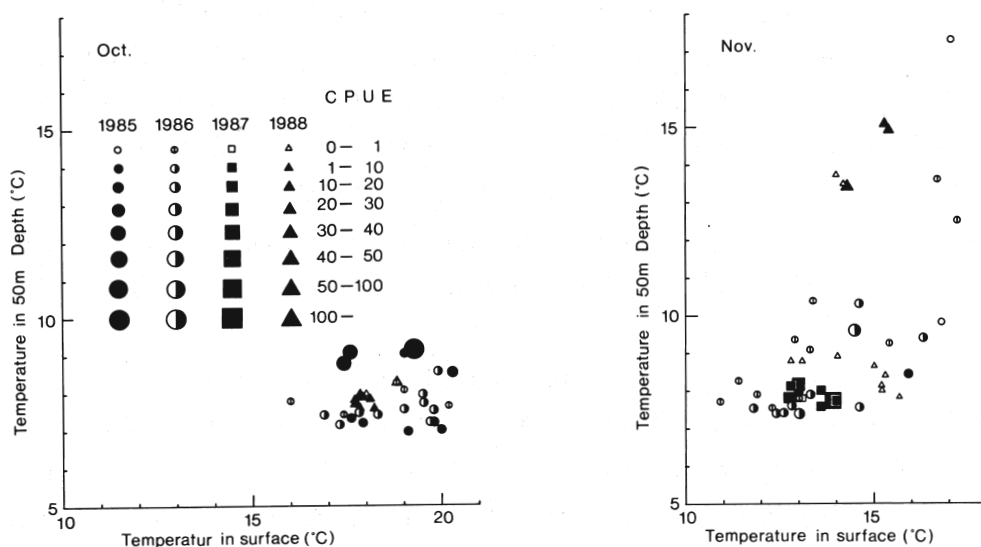 Oct.
C P U E
1985 1986 1987 1988
0— 1
1— 10
10— 20
20— 30
30— 40
40— 50
50—100
100—
15
10
5
10 15 20
Temperature in 50m Depth (°C)
Temperatur in surface (°C)
Nov.
15
10
5
10 15
Temperature in 50m Depth (°C)
Temperature in surface (°C)